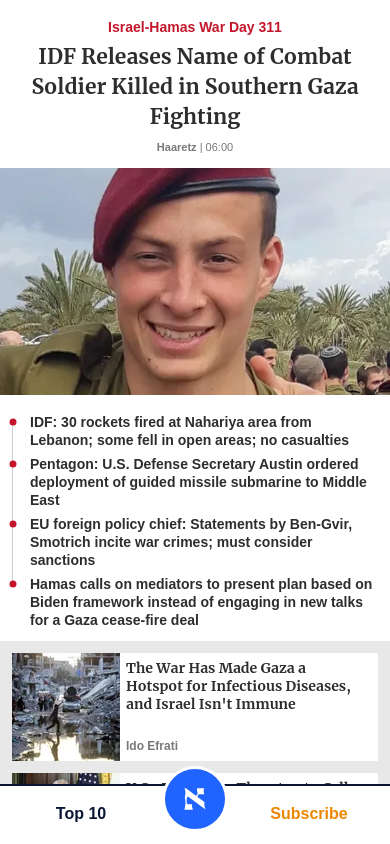 Israel-Hamas War Day 311
IDF Releases Name of Combat
Soldier Killed in Southern Gaza
Fighting
Haaretz | 06:00
IDF: 30 rockets fired at Nahariya area from
Lebanon; some fell in open areas; no casualties
Pentagon: U.S. Defense Secretary Austin ordered
deployment of guided missile submarine to Middle
East
EU foreign policy chief: Statements by Ben-Gvir,
Smotrich incite war crimes; must consider
sanctions
Hamas calls on mediators to present plan based on
Biden framework instead of engaging in new talks
for a Gaza cease-fire deal
The War Has Made Gaza a
Hotspot for Infectious Diseases,
and Israel Isn't Immune
Ido Efrati
Top 10
א
Subscribe